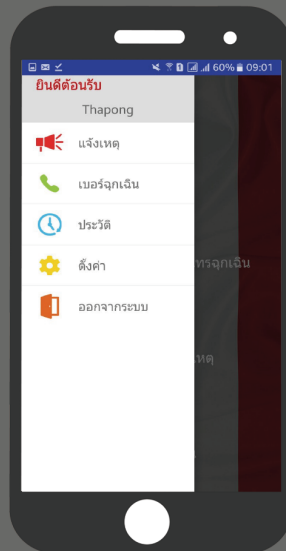 60% 09:01
ยินดีต้อนรับ
Thapong
แจ้งเหตุ
เบอร์ฉุกเฉิน
ประวัติ
ตั้งค่า
ออกจากระบบ
ทรฉุกเฉิน
หตุ